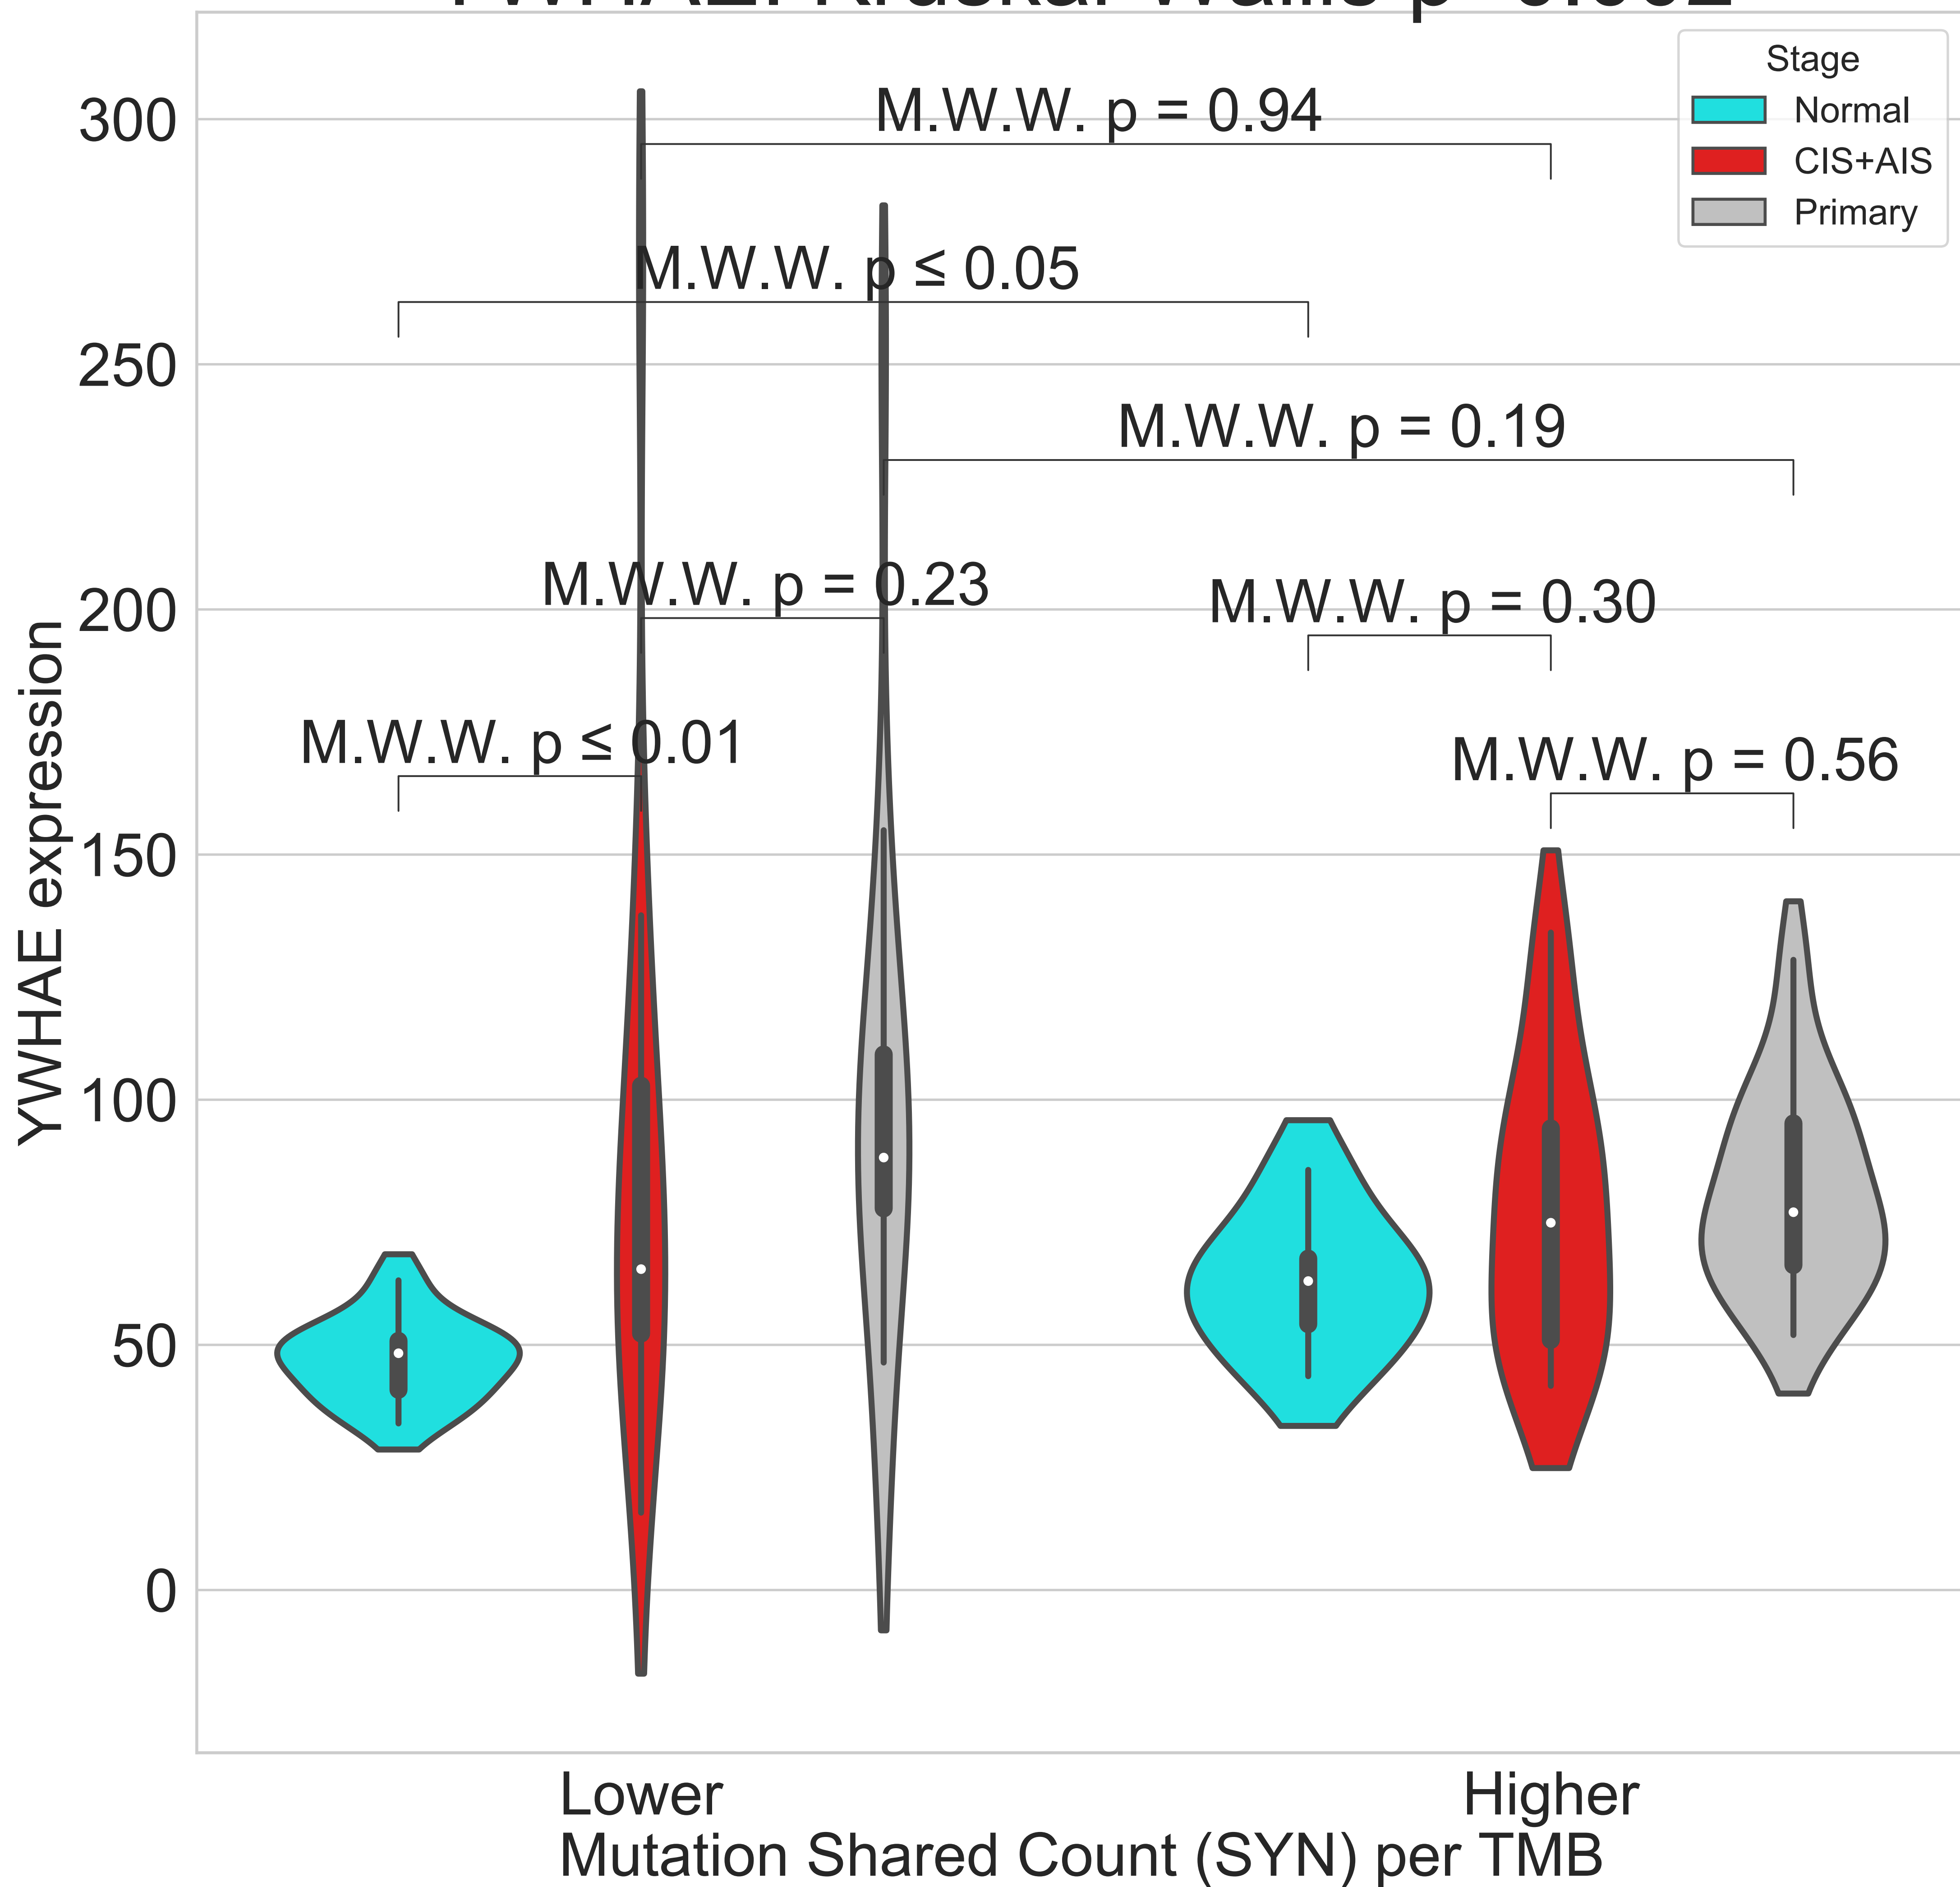 Stage
Normal
CIS+AIS
Primary
M.W.W. p = 0.94
M.W.W. p ≤ 0.05
M.W.W. p = 0.19
M.W.W. p = 0.23
M.W.W. p = 0.30
M.W.W. p ≤ 0.01
M.W.W. p = 0.56
300
250
200
150
100
50
0
YWHAE expression
Lower
Higher
Mutation Shared Count (SYN) per TMB